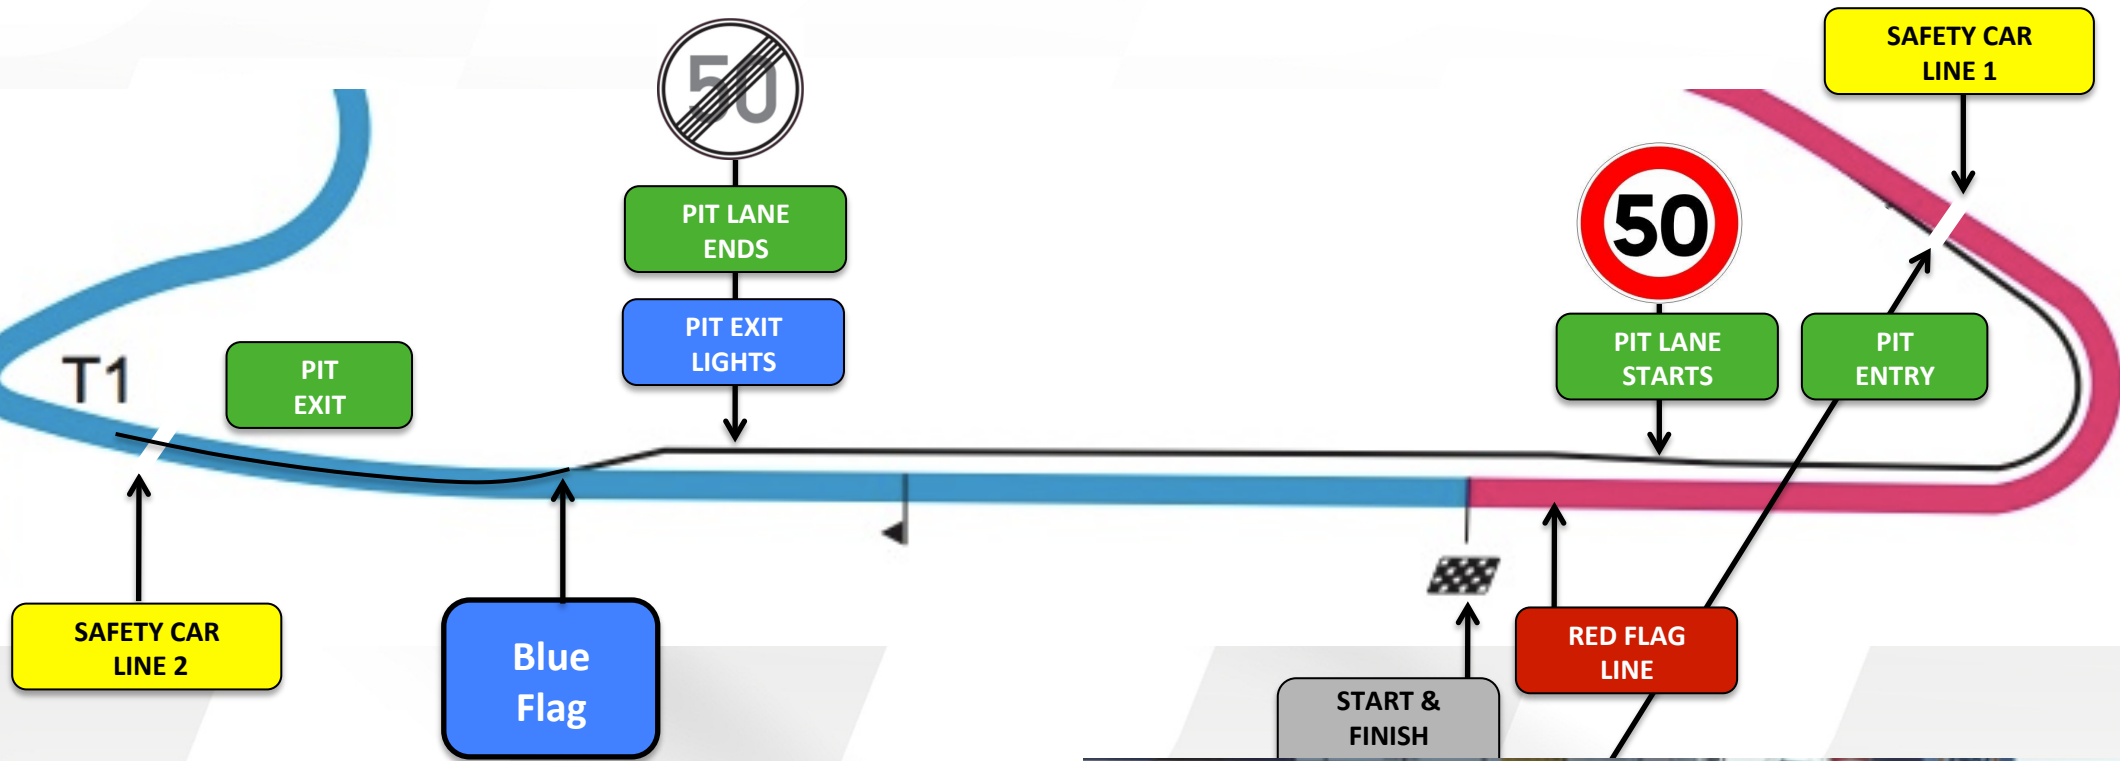 SAFETY CAR
LINE 1
50
PIT LANE
ENDS
50
PIT EXIT
LIGHTS
PIT LANE
STARTS
PIT
ENTRY
T1
PIT
EXIT
SAFETY CAR
LINE 2
Blue
Flag
RED FLAG
LINE
START &
FINISH